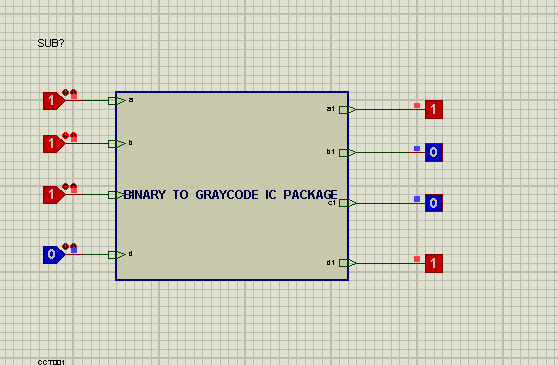 SUB?
1 a a1 1
1 b b1 0
1 BINARY TO GRAYCODE IC PACKAGE c1 0
0 d d1 1
CCT001